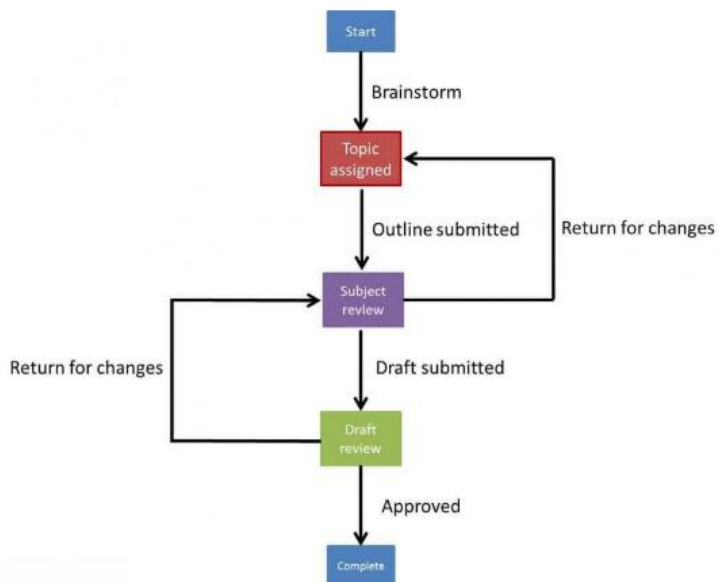 Start
Brainstorm
Topic
assigned
Outline submitted
Return for changes
Subject
review
Return for changes
Draft submitted
Draft
review
Approved
Complete